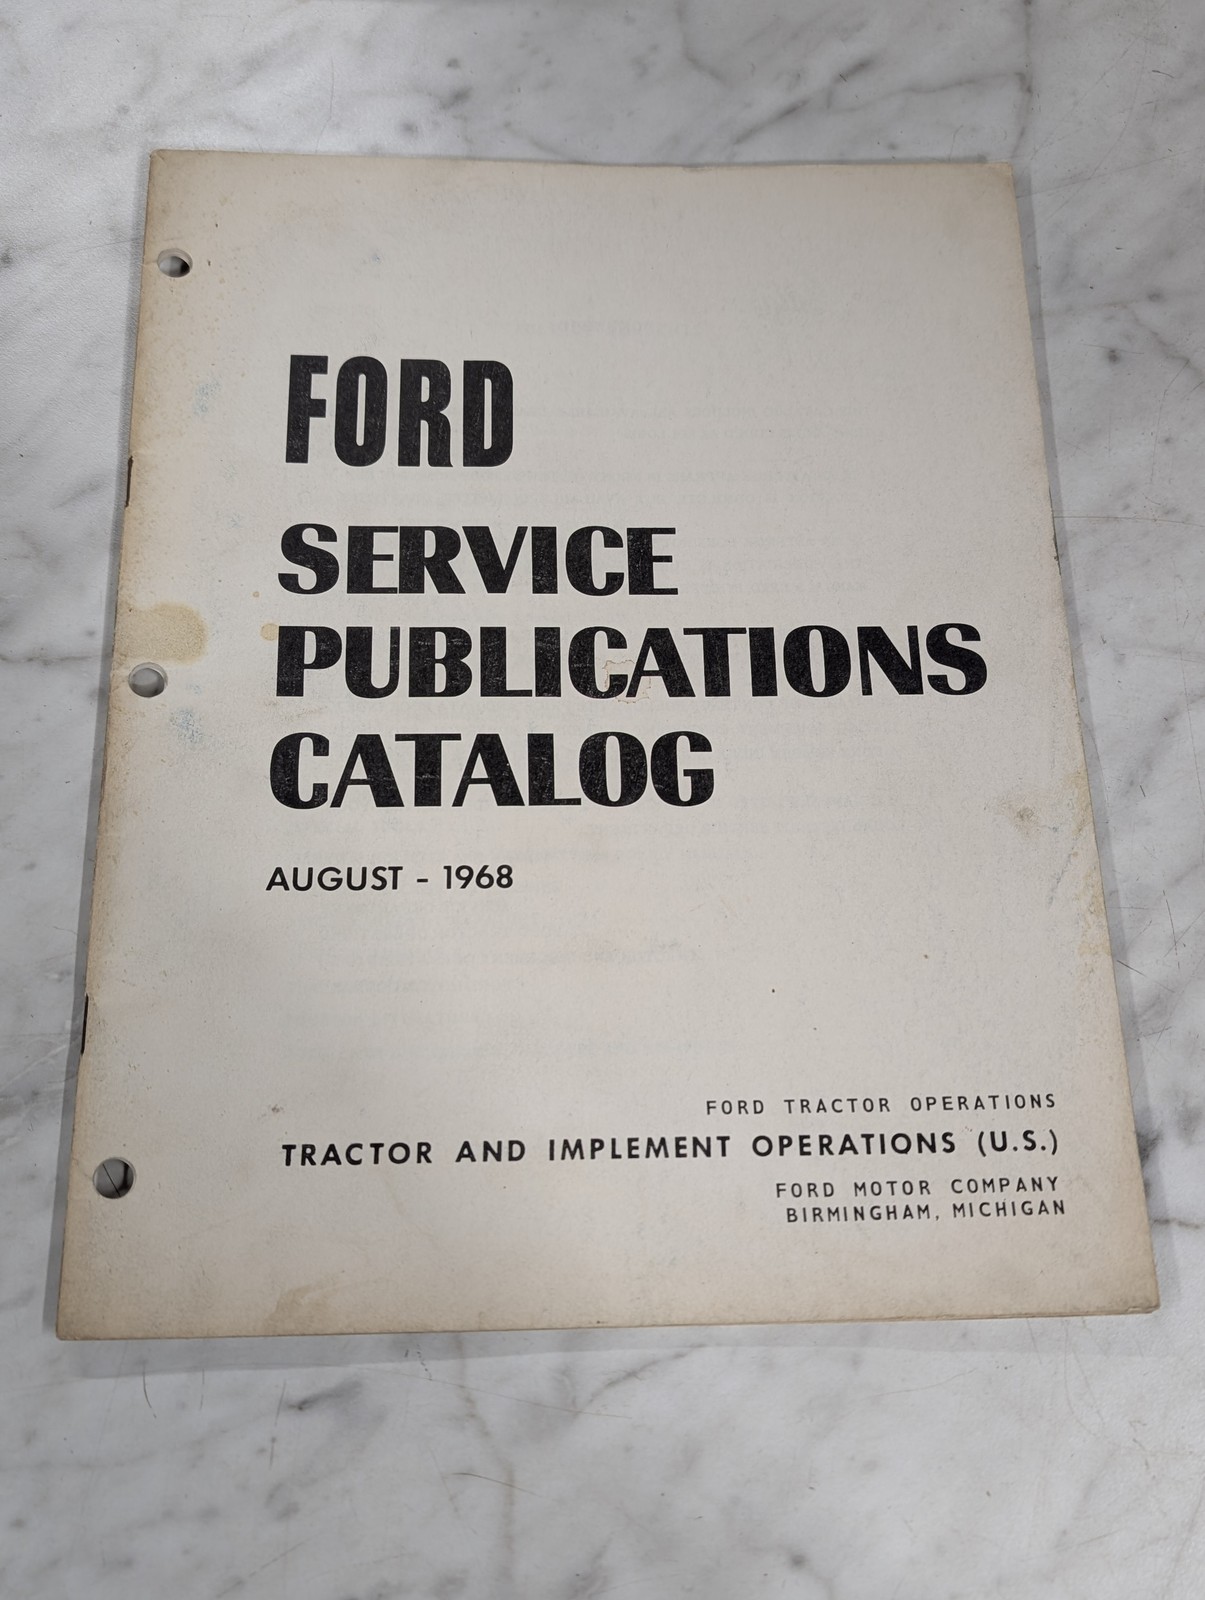 FORD
SERVICE
PUBLICATIONS
CATALOG
AUGUST - 1968
FORD TRACTOR OPERATIONS
TRACTOR AND IMPLEMENT OPERATIONS (U.S.)
FORD MOTOR COMPANY
BIRMINGHAM, MICHIGAN